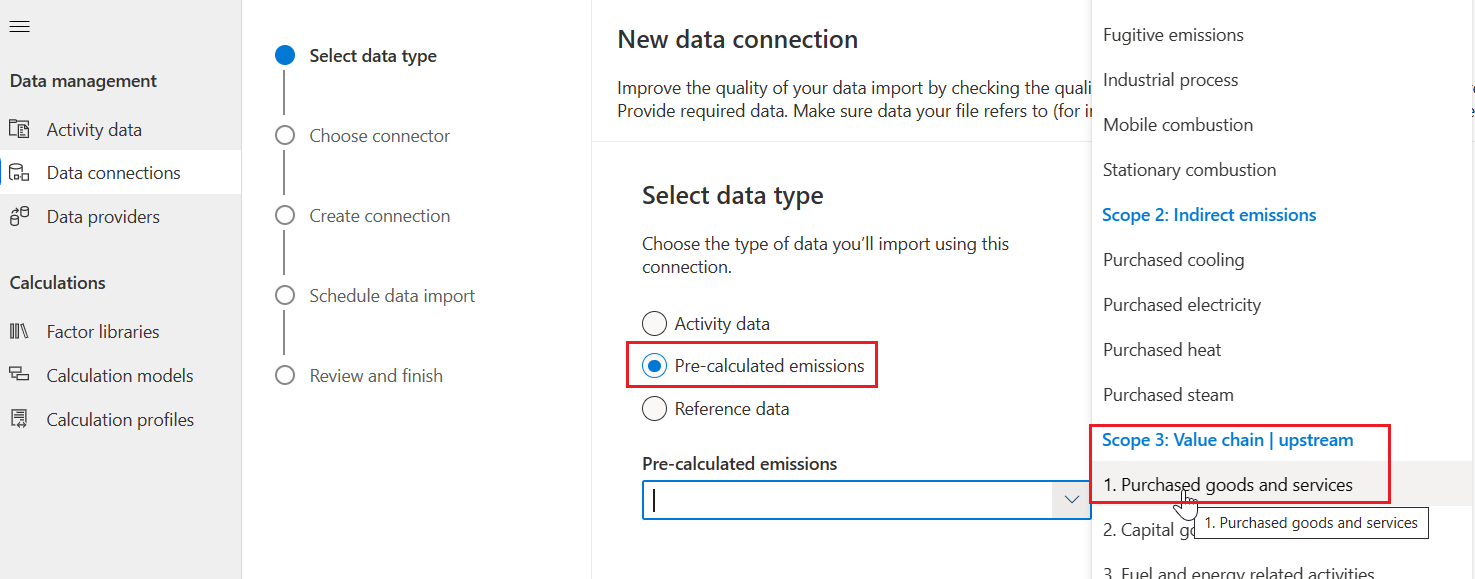 Data management
Activity data
Data connections
Data providers
Calculations
Factor libraries
Calculation models
Calculation profiles
Select data type
Choose connector
Create connection
Schedule data import
Review and finish
New data connection
Improve the quality of your data import by checking the quali
Provide required data. Make sure data your file refers to (for in
Select data type
Choose the type of data you'll import using this
connection.
Activity data
Pre-calculated emissions
Reference data
Pre-calculated emissions
Fugitive emissions
Industrial process
Mobile combustion
Stationary combustion
Scope 2: Indirect emissions
Purchased cooling
Purchased electricity
Purchased heat
Purchased steam
Scope 3: Value chain | upstream
1. Purchased goods and services
1. Purchased goods and services
2. Capital go
3. Fuel and energy related activities